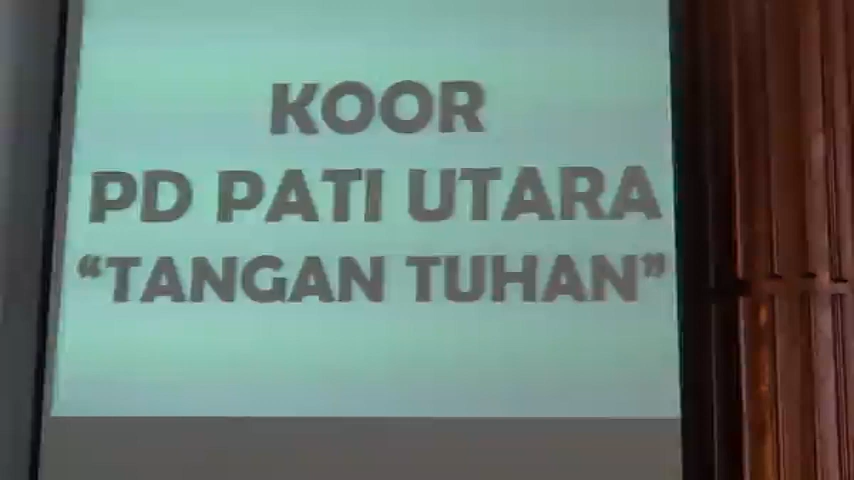 KOOR
PD PATI UTARA
“TANGAN TUHAN”